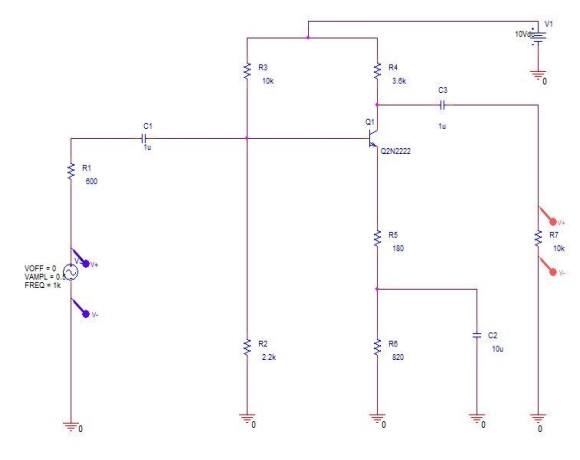 V1
10Vdc
0
R3
10k
R4
3.6k
C3
1u
C1
1u
Q1
Q2N2222
R1
600
V+
R7
10k
V-
R5
180
VOFF = 0
VAMPL = 0.5
FREQ = 1k
V+
V-
R2
2.2k
R6
820
C2
10u
0
0
0
0
0